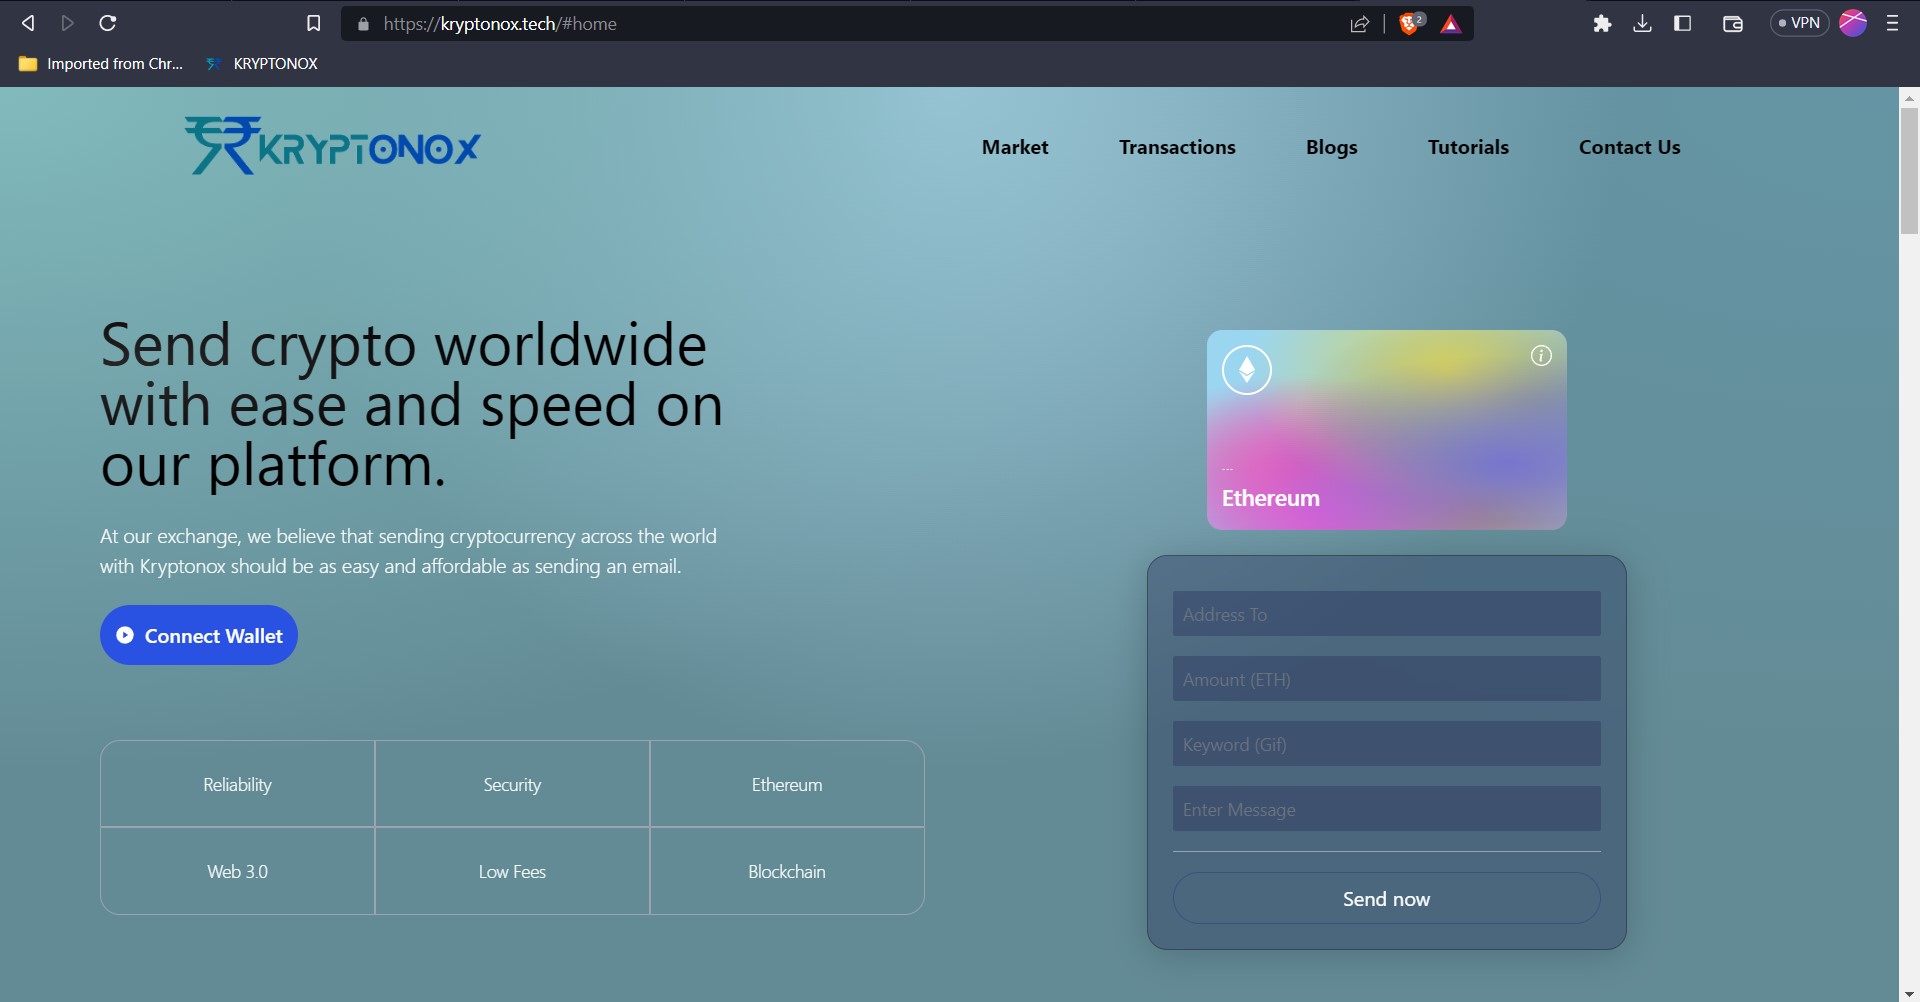 https://kryptonox.tech/#home
2
VPN
Imported from Chr...
KRYPTONOX
KRYPTONOX
Market
Transactions
Blogs
Tutorials
Contact Us
Send crypto worldwide
with ease and speed on
our platform.
At our exchange, we believe that sending cryptocurrency across the world
with Kryptonox should be as easy and affordable as sending an email.
Connect Wallet
Reliability
Security
Ethereum
Web 3.0
Low Fees
Blockchain
i
...
Ethereum
Address To
Amount (ETH)
Keyword (Gif)
Enter Message
Send now